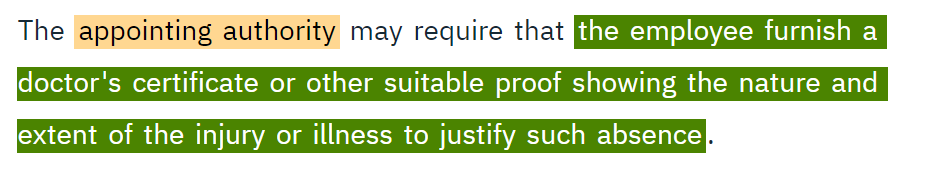 The appointing authority may require that the employee furnish a
doctor's certificate or other suitable proof showing the nature and
extent of the injury or illness to justify such absence.